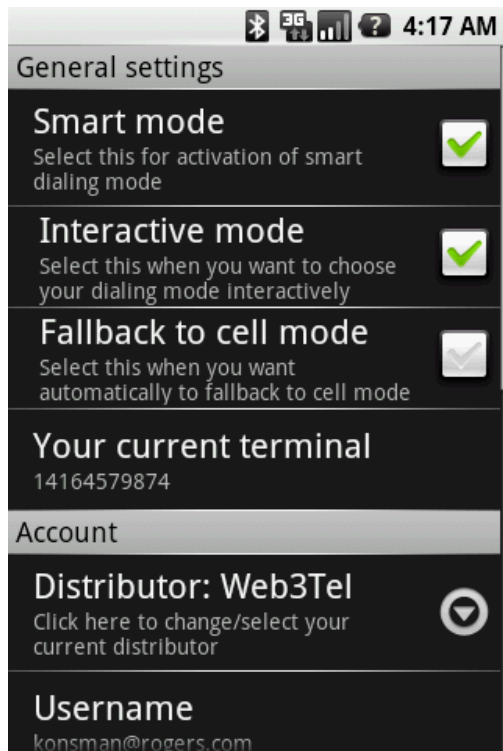 3G
? 4:17 AM
General settings
Smart mode
Select this for activation of smart
dialing mode
Interactive mode
Select this when you want to choose
your dialing mode interactively
Fallback to cell mode
Select this when you want
automatically to fallback to cell mode
Your current terminal
14164579874
Account
Distributor: Web3Tel
Click here to change/select your
current distributor
Username
konsman@rogers.com